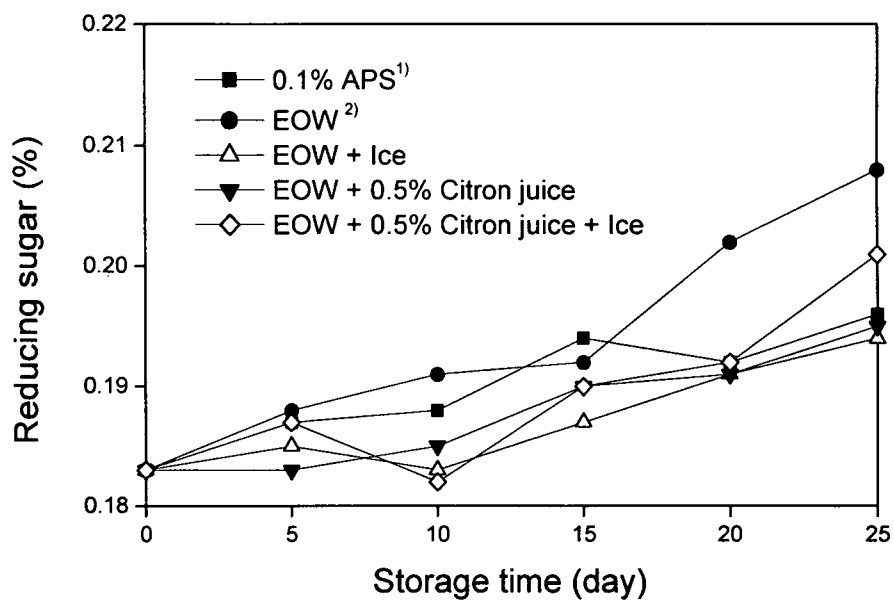 0.22
0.21
0.20
0.19
0.18
Reducing sugar (%)
0.1% APS1)
EOW 2)
EOW + Ice
EOW + 0.5% Citron juice
EOW + 0.5% Citron juice + Ice
0 5 10 15 20 25
Storage time (day)